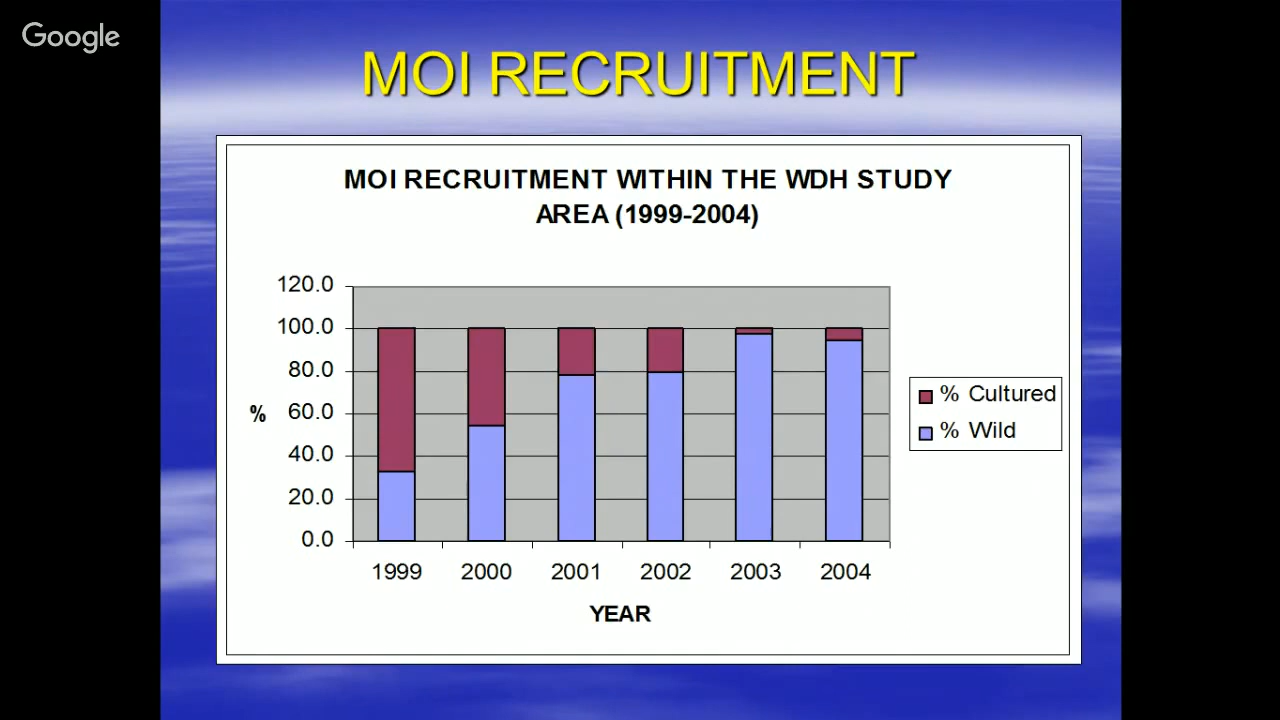 Google
MOI RECRUITMENT
MOI RECRUITMENT WITHIN THE WDH STUDY
AREA (1999-2004)
120.0
100.0
80.0
60.0
40.0
20.0
0.0
%
1999 2000 2001 2002 2003 2004
YEAR
% Cultured
% Wild